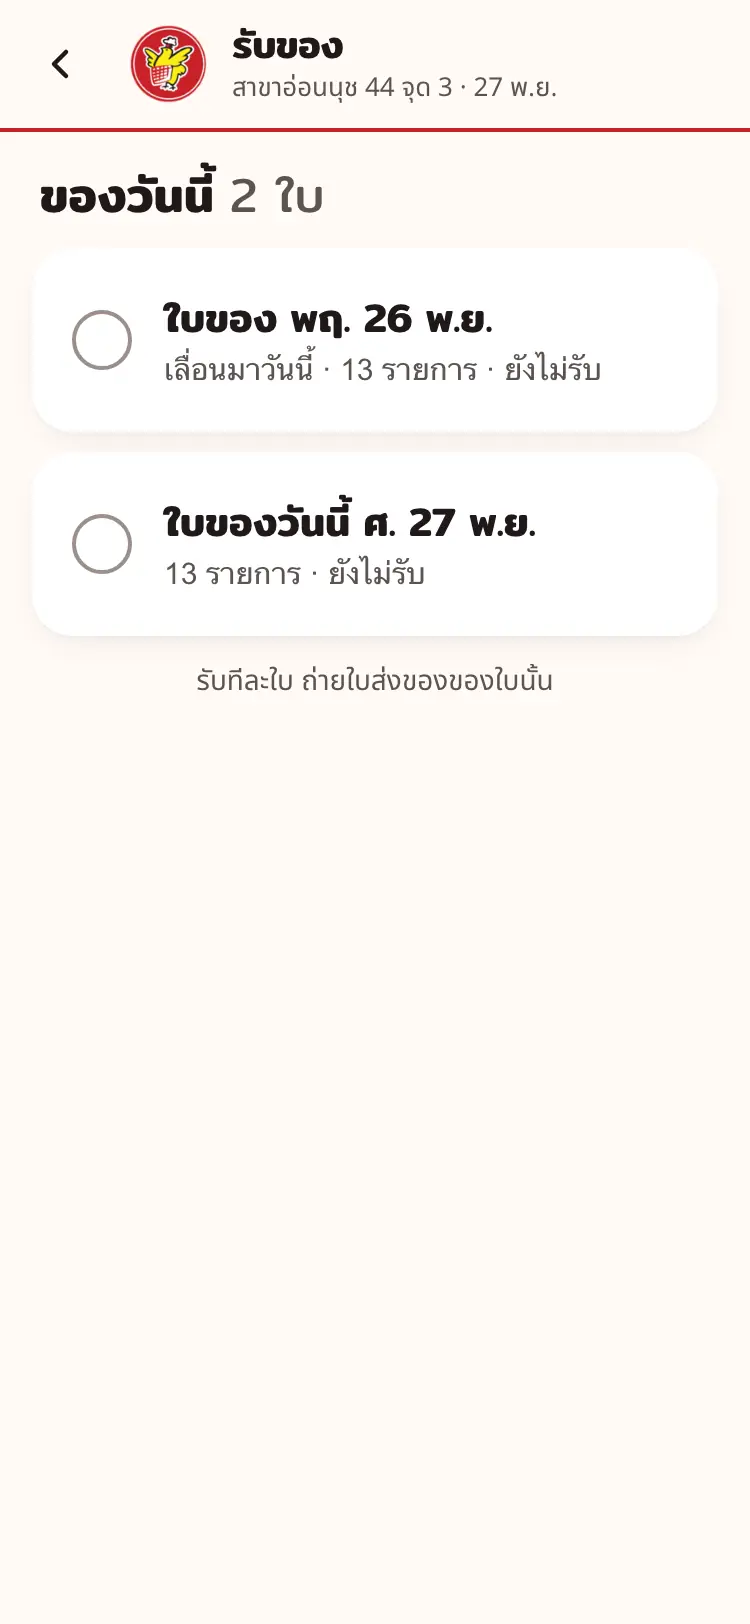 รับของ
สาขาอ่อนนุช 44 จุด 3 · 27 พ.ย.
ของวันนี้ 2 ใบ
ใบของ พฤ. 26 พ.ย.
เลื่อนมาวันนี้ · 13 รายการ · ยังไม่รับ
ใบของวันนี้ ศ. 27 พ.ย.
13 รายการ · ยังไม่รับ
รับทีละใบ ถ่ายใบส่งของของใบนั้น